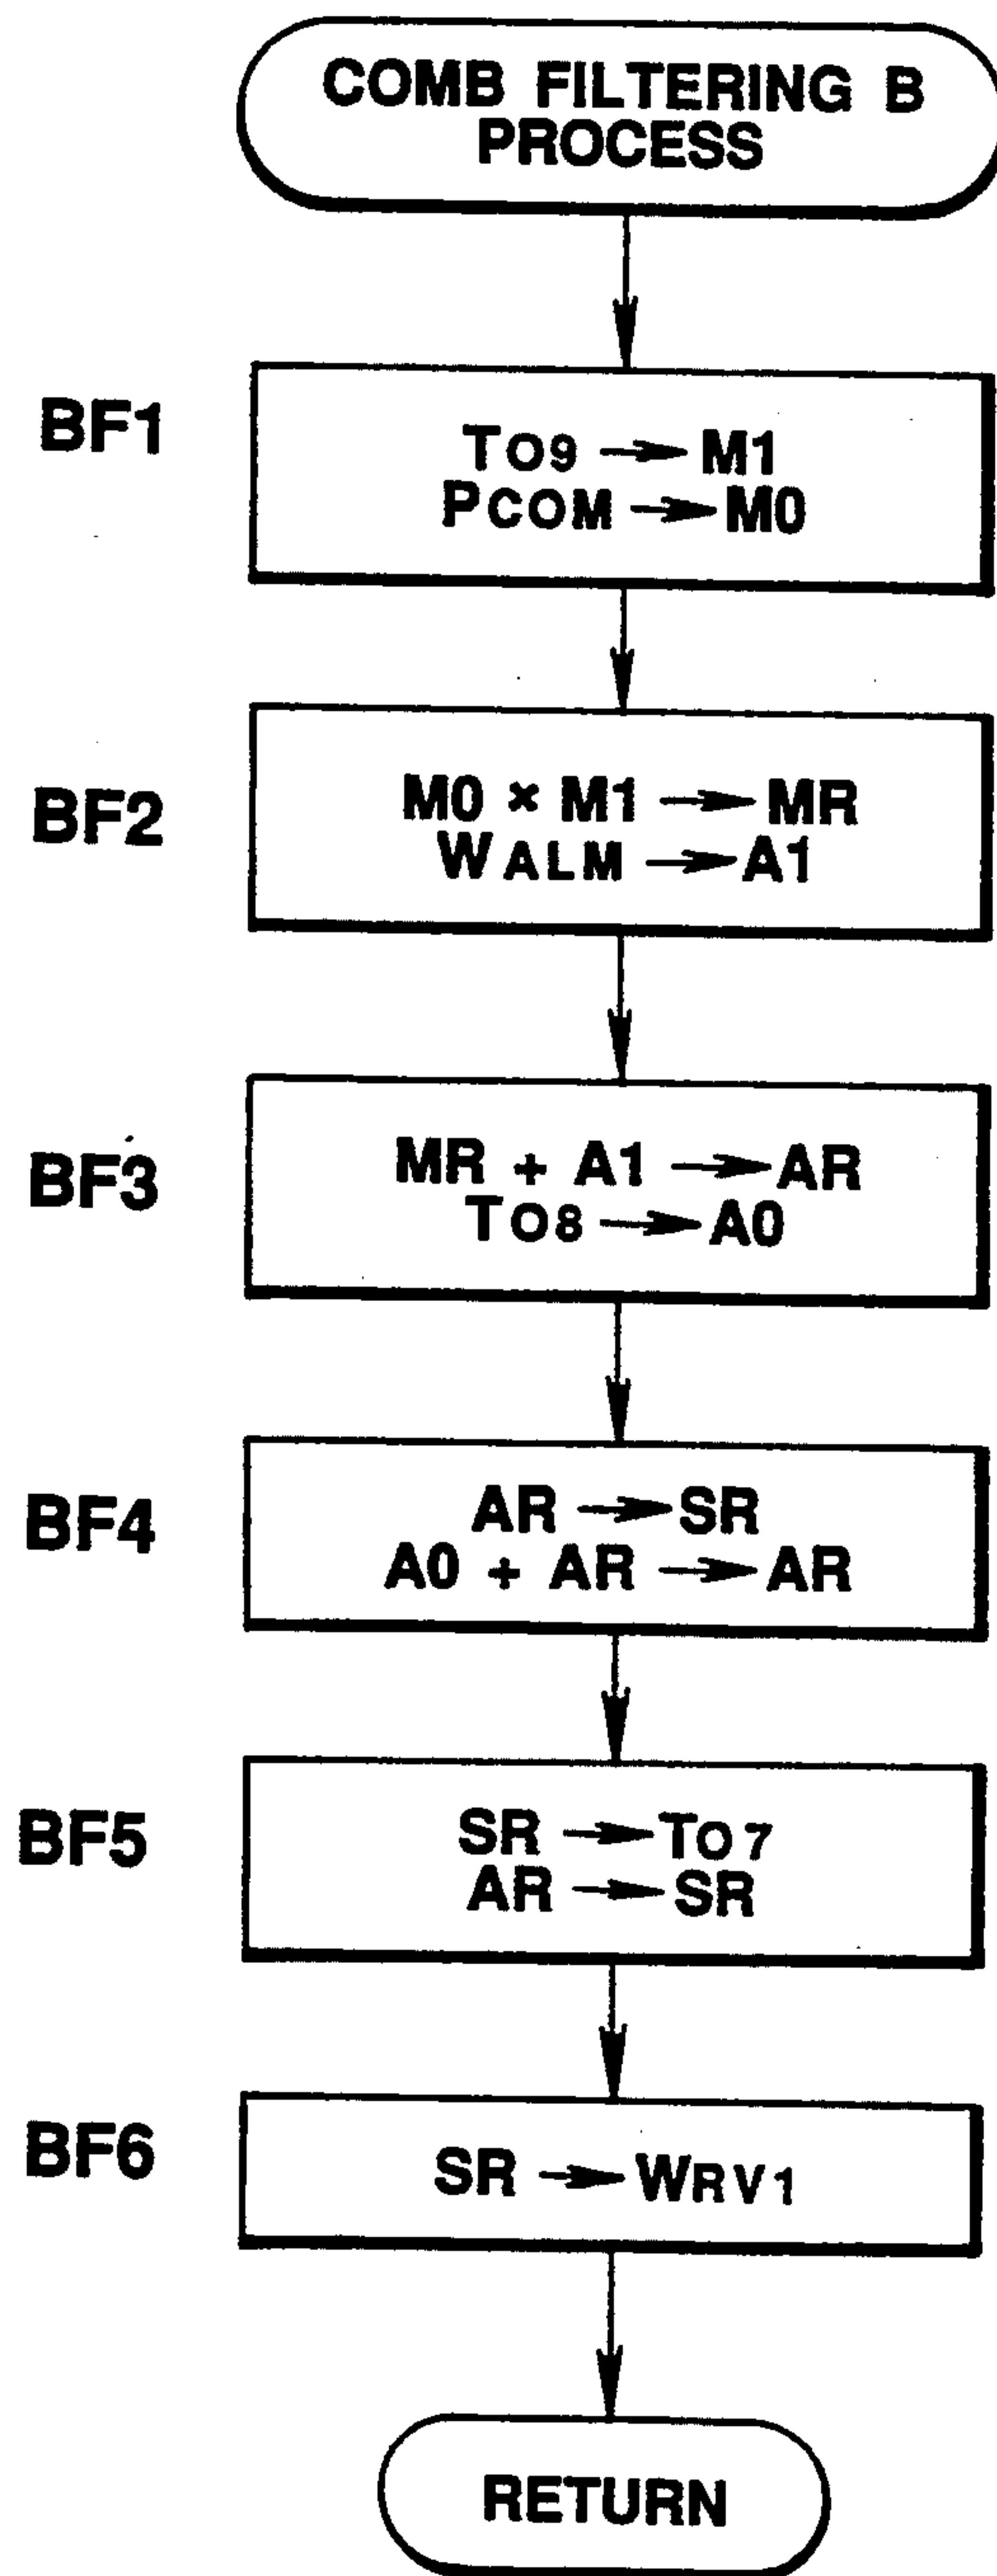 COMB FILTERING B
PROCESS
BF1
TO9 → M1
PCOM → M0
BF2
M0 × M1 → MR
WALM → A1
BF3
MR + A1 → AR
TO8 → A0
BF4
AR → SR
A0 + AR → AR
BF5
SR → TO7
AR → SR
BF6
SR → WRV1
RETURN